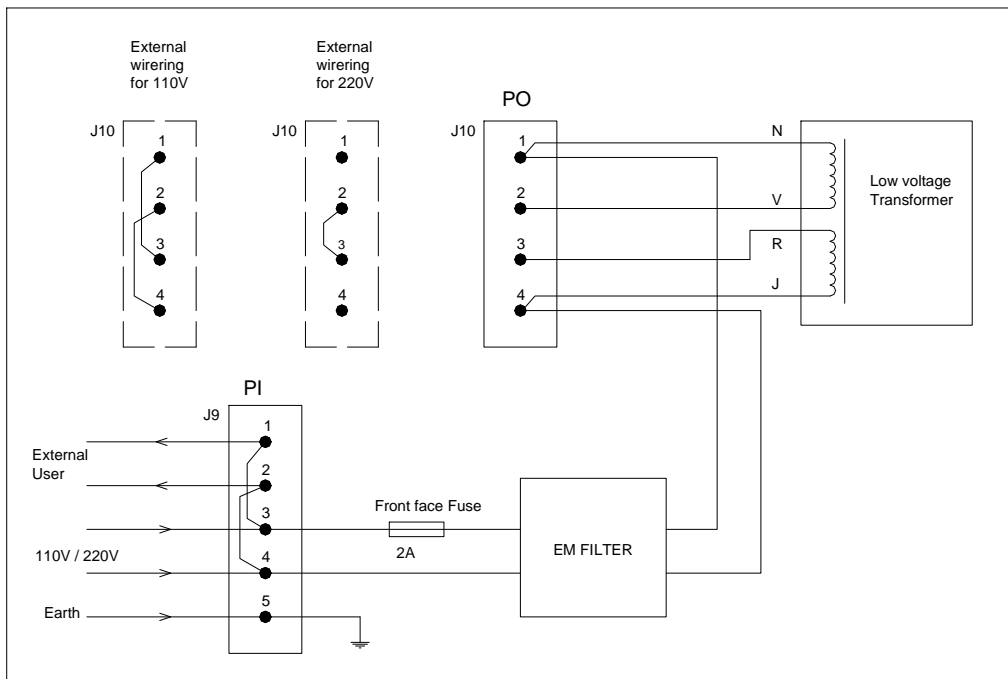 External
wirering
for 110V
External
wirering
for 220V
PO
J10
1
2
3
4
J10
1
2
3
4
J10
1
2
3
4
N
V
R
J
Low voltage
Transformer
PI
J9
1
2
3
4
5
External
User
110V / 220V
Earth
Front face Fuse
2A
EM FILTER